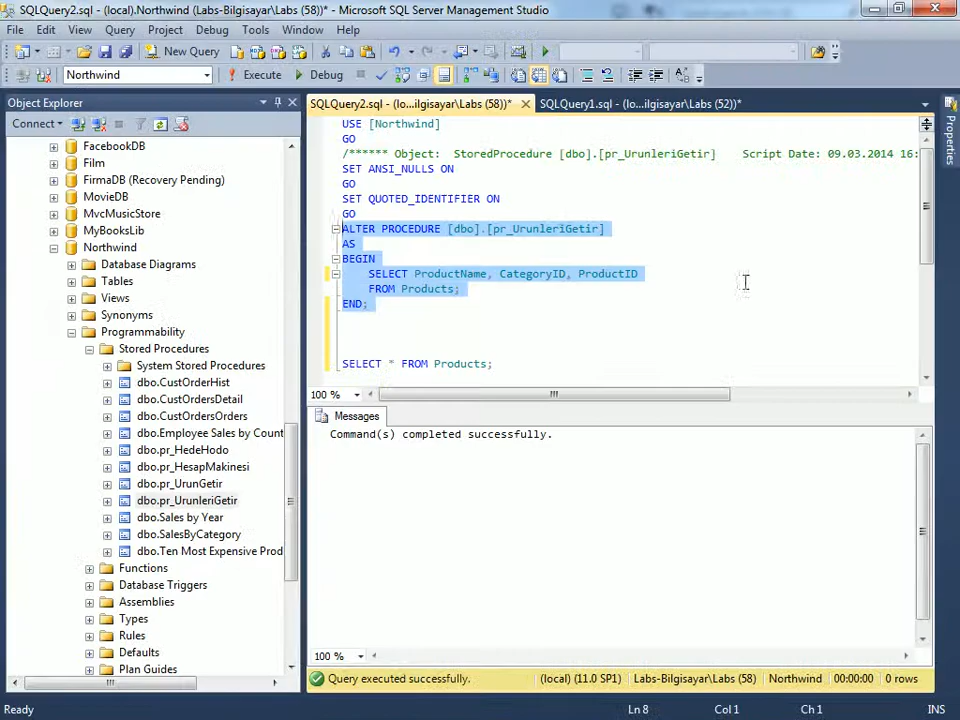 SQLQuery2.sql - (local).Northwind (Labs-Bilgisayar\Labs (58))* - Microsoft SQL Server Management Studio
File Edit View Query Project Debug Tools Window Help
New Query
Northwind Execute Debug
Object Explorer
SQLQuery2.sql - (lo...ilgisayar\Labs (58))* SQLQuery1.sql - (lo...ilgisayar\Labs (52))*
Connect
FacebookDB
Film
FirmaDB (Recovery Pending)
MovieDB
MvcMusicStore
MyBooksLib
Northwind
Database Diagrams
Tables
Views
Synonyms
Programmability
Stored Procedures
System Stored Procedures
dbo.CustOrderHist
dbo.CustOrdersDetail
dbo.CustOrdersOrders
dbo.Employee Sales by Count
dbo.pr_HedeHodo
dbo.pr_HesapMakinesi
dbo.pr_UrunGetir
dbo.pr_UrunleriGetir
dbo.Sales by Year
dbo.SalesByCategory
dbo.Ten Most Expensive Prod
Functions
Database Triggers
Assemblies
Types
Rules
Defaults
Plan Guides
USE [Northwind]
GO
/****** Object:  StoredProcedure [dbo].[pr_UrunleriGetir]    Script Date: 09.03.2014 16:
SET ANSI_NULLS ON
GO
SET QUOTED_IDENTIFIER ON
GO
ALTER PROCEDURE [dbo].[pr_UrunleriGetir]
AS
BEGIN
SELECT ProductName, CategoryID, ProductID
FROM Products;
END;
SELECT * FROM Products;
100 %
Messages
Command(s) completed successfully.
100 %
Query executed successfully. (local) (11.0 SP1) Labs-Bilgisayar\Labs (58) Northwind 00:00:00 0 rows
Properties
Ready Ln 8 Col 1 Ch 1 INS